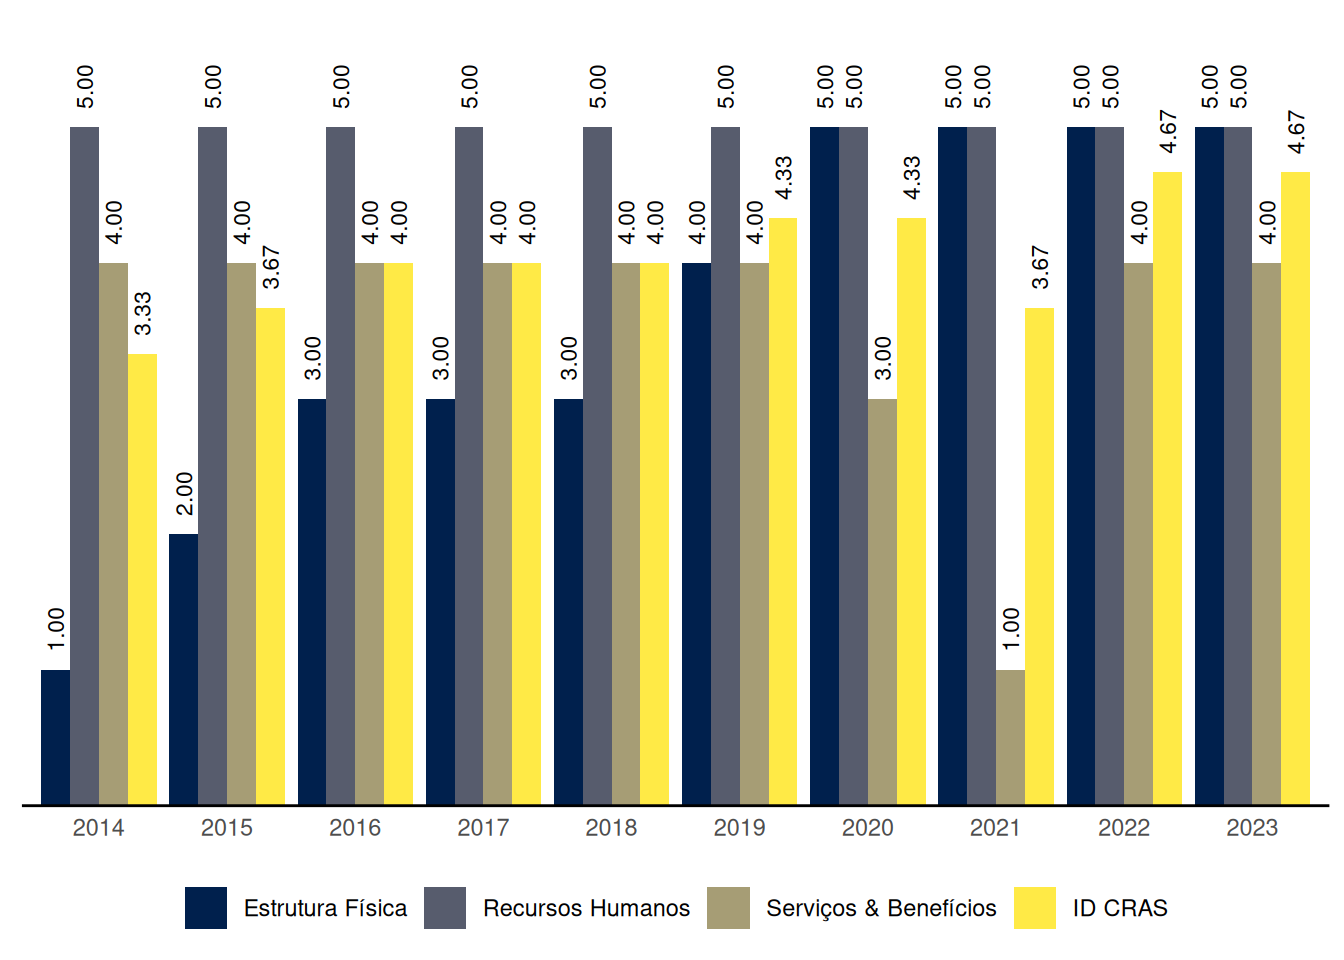 1.00 5.00 4.00 3.33 2.00 5.00 4.00 3.67 3.00 5.00 4.00 4.00 3.00 5.00 4.00 4.00 3.00 5.00 4.00 4.00 4.00 5.00 4.00 4.33 5.00 5.00 3.00 4.33 5.00 5.00 1.00 3.67 5.00 5.00 4.00 4.67 5.00 5.00 4.00 4.67
2014 2015 2016 2017 2018 2019 2020 2021 2022 2023
Estrutura Física Recursos Humanos Serviços & Benefícios ID CRAS